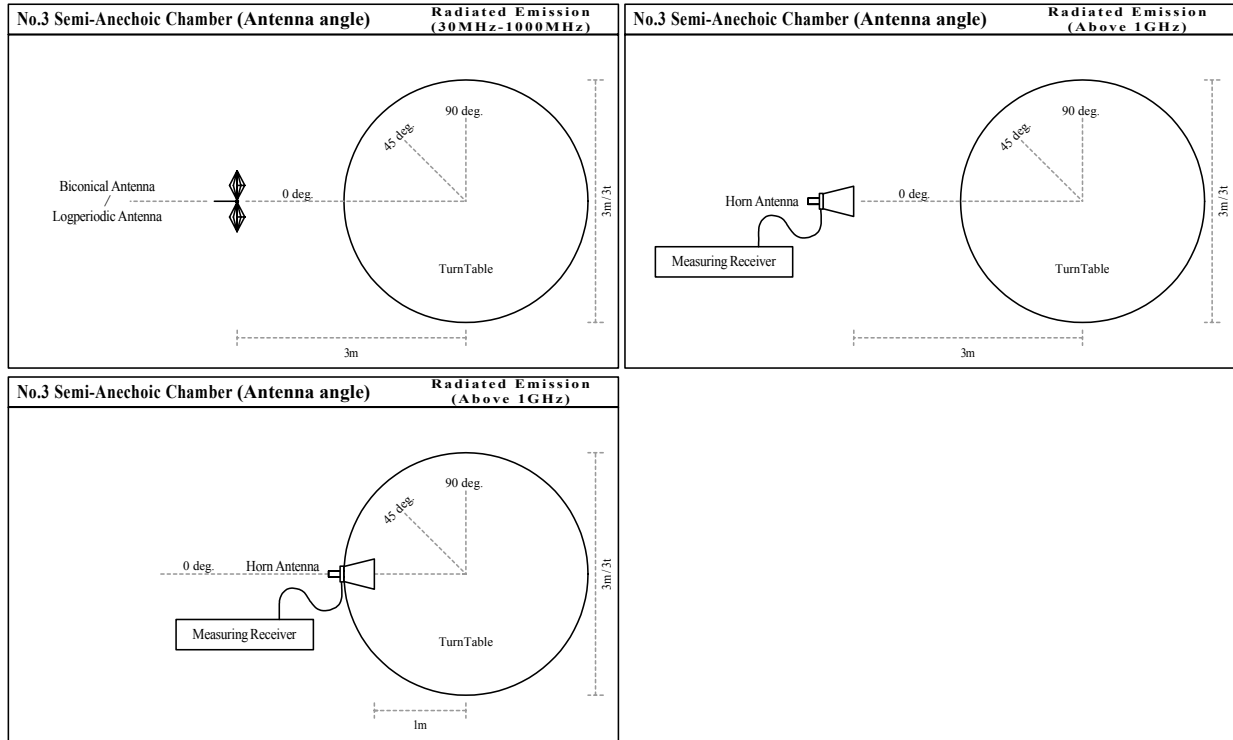 No.3 Semi-Anechoic Chamber (Antenna angle)
Radiated Emission
(30MHz-1000MHz)
90 deg.
45 deg.
Biconical Antenna
0 deg.
Logperiodic Antenna
3m / 3t
TurnTable
3m
No.3 Semi-Anechoic Chamber (Antenna angle)
Radiated Emission
(Above 1GHz)
90 deg.
45 deg.
Horn Antenna
0 deg.
3m / 3t
Measuring Receiver
TurnTable
3m
No.3 Semi-Anechoic Chamber (Antenna angle)
Radiated Emission
(Above 1GHz)
90 deg.
45 deg.
0 deg.
Horn Antenna
3m / 3t
Measuring Receiver
TurnTable
1m